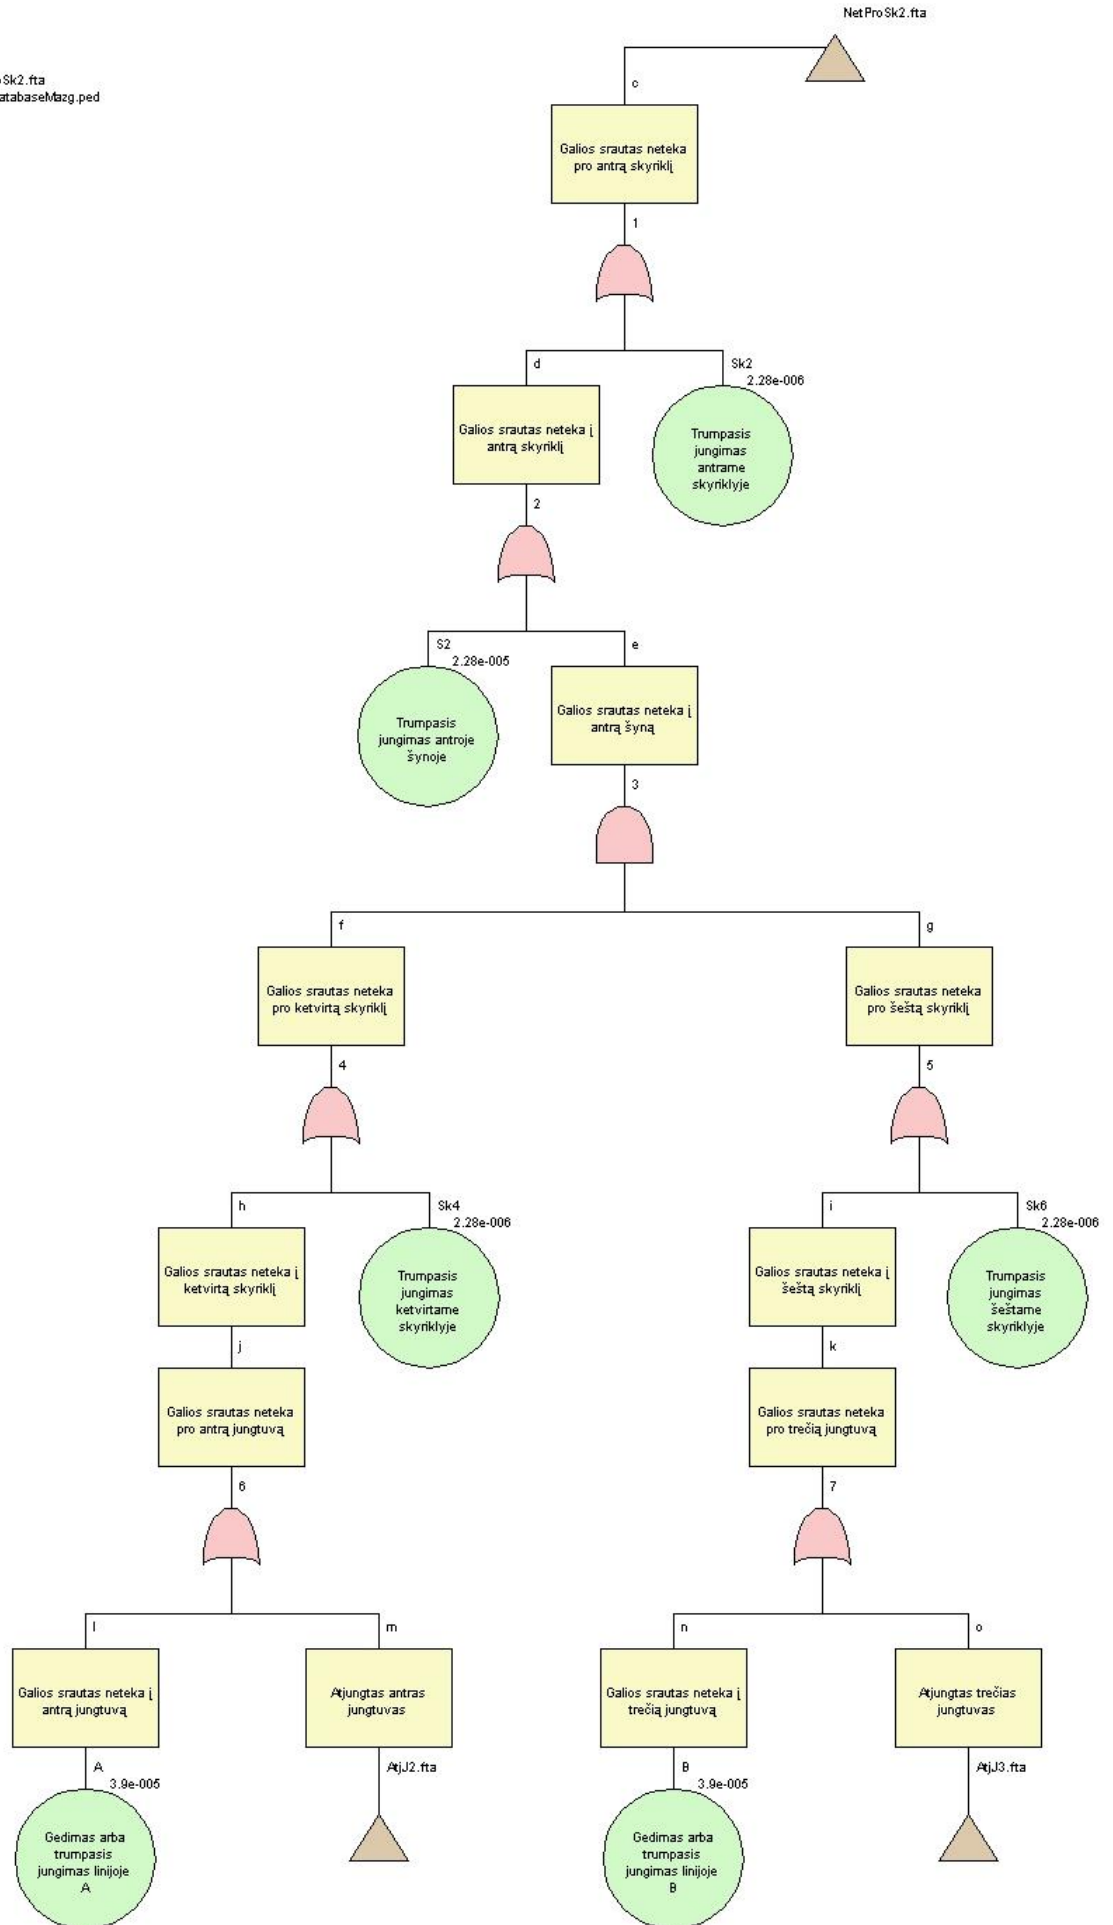 NetProSk2.fta
Sk2.fta
atabaseMazg.ped
c
Galios srautas neteka
pro antrą skyriklį
1
d
Sk2
2.28e-006
Galios srautas neteka į
antrą skyriklį
Trumpasis
jungimas
antrame
skyriklyje
2
S2
2.28e-005
e
Trumpasis
jungimas antroje
šynoje
Galios srautas neteka į
antrą šyną
3
f
g
Galios srautas neteka
pro ketvirtą skyriklį
Galios srautas neteka
pro šeštą skyriklį
4
5
h
Sk4
2.28e-006
i
Sk6
2.28e-006
Galios srautas neteka į
ketvirtą skyriklį
Trumpasis
jungimas
ketvirtame
skyriklyje
Galios srautas neteka į
šeštą skyriklį
Trumpasis
jungimas
šeštame
skyriklyje
j
k
Galios srautas neteka
pro antrą jungtuvą
Galios srautas neteka
pro trečią jungtuvą
6
7
l
m
n
o
Galios srautas neteka į
antrą jungtuvą
Atjungtas antras
jungtuvas
Galios srautas neteka į
trečią jungtuvą
Atjungtas trečias
jungtuvas
A
3.9e-005
AtjJ2.fta
B
3.9e-005
AtjJ3.fta
Gedimas arba
trumpasis
jungimas linijoje
A
Gedimas arba
trumpasis
jungimas linijoje
B